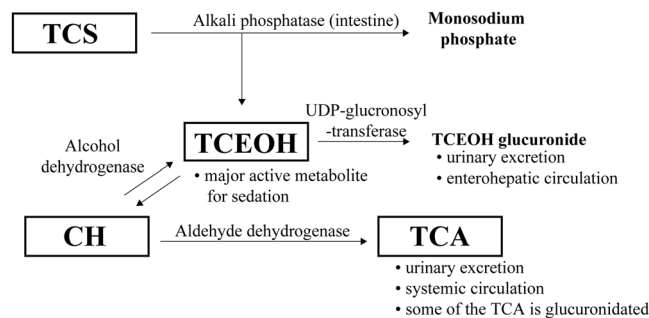 TCS
Alkali phosphatase (intestine)
Monosodium
phosphate
Alcohol
dehydrogenase
TCEOH
UDP-glucronosyl
-transferase
TCEOH glucuronide
• urinary excretion
• enterohepatic circulation
• major active metabolite
for sedation
CH
Aldehyde dehydrogenase
TCA
• urinary excretion
• systemic circulation
• some of the TCA is glucuronidated